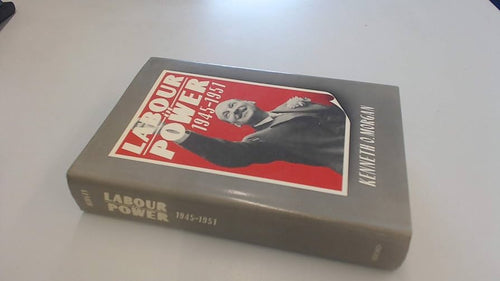 LABOUR
IN
POWER
1945-1951
KENNETH O. MORGAN
LABOUR
IN
POWER
1945-1951